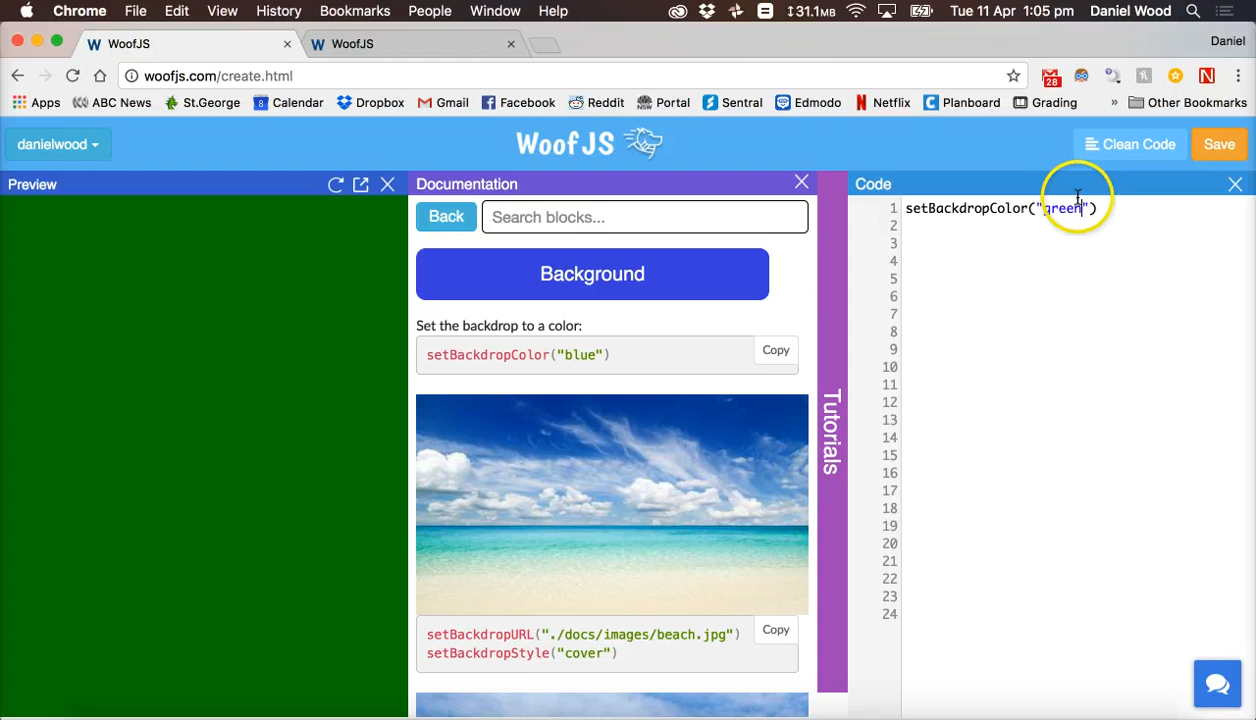 Chrome File Edit View History Bookmarks People Window Help 31.1MB Tue 11 Apr 1:05 pm Daniel Wood
WoofJS WoofJS Daniel
woofjs.com/create.html 28
Apps ABC News St.George Calendar Dropbox Gmail Facebook Reddit Portal Sentral Edmodo Netflix Planboard Grading » Other Bookmarks
danielwood WoofJS Clean Code Save
Preview Documentation Code
Back Search blocks...
Background
Set the backdrop to a color:
setBackdropColor("blue") Copy
setBackdropURL("./docs/images/beach.jpg") Copy
setBackdropStyle("cover")
Tutorials
1 setBackdropColor("green")
2
3
4
5
6
7
8
9
10
11
12
13
14
15
16
17
18
19
20
21
22
23
24